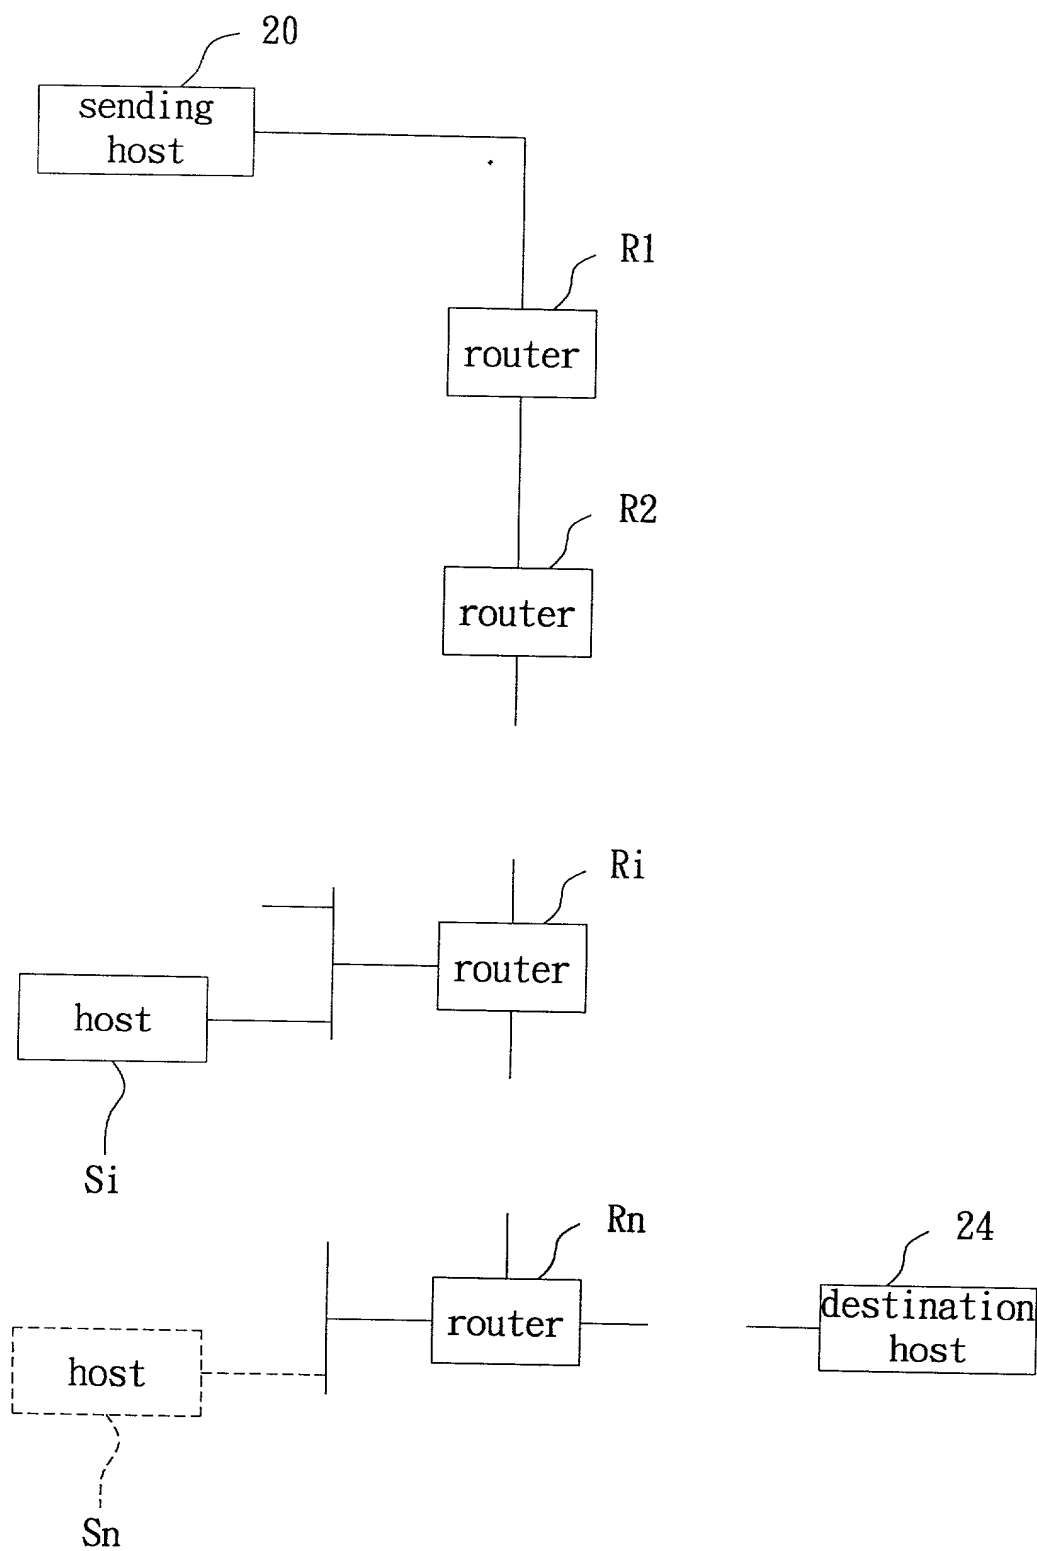 20
sending
host
R1
router
R2
router
Ri
router
host
Si
Rn
24
router
destination
host
host
Sn